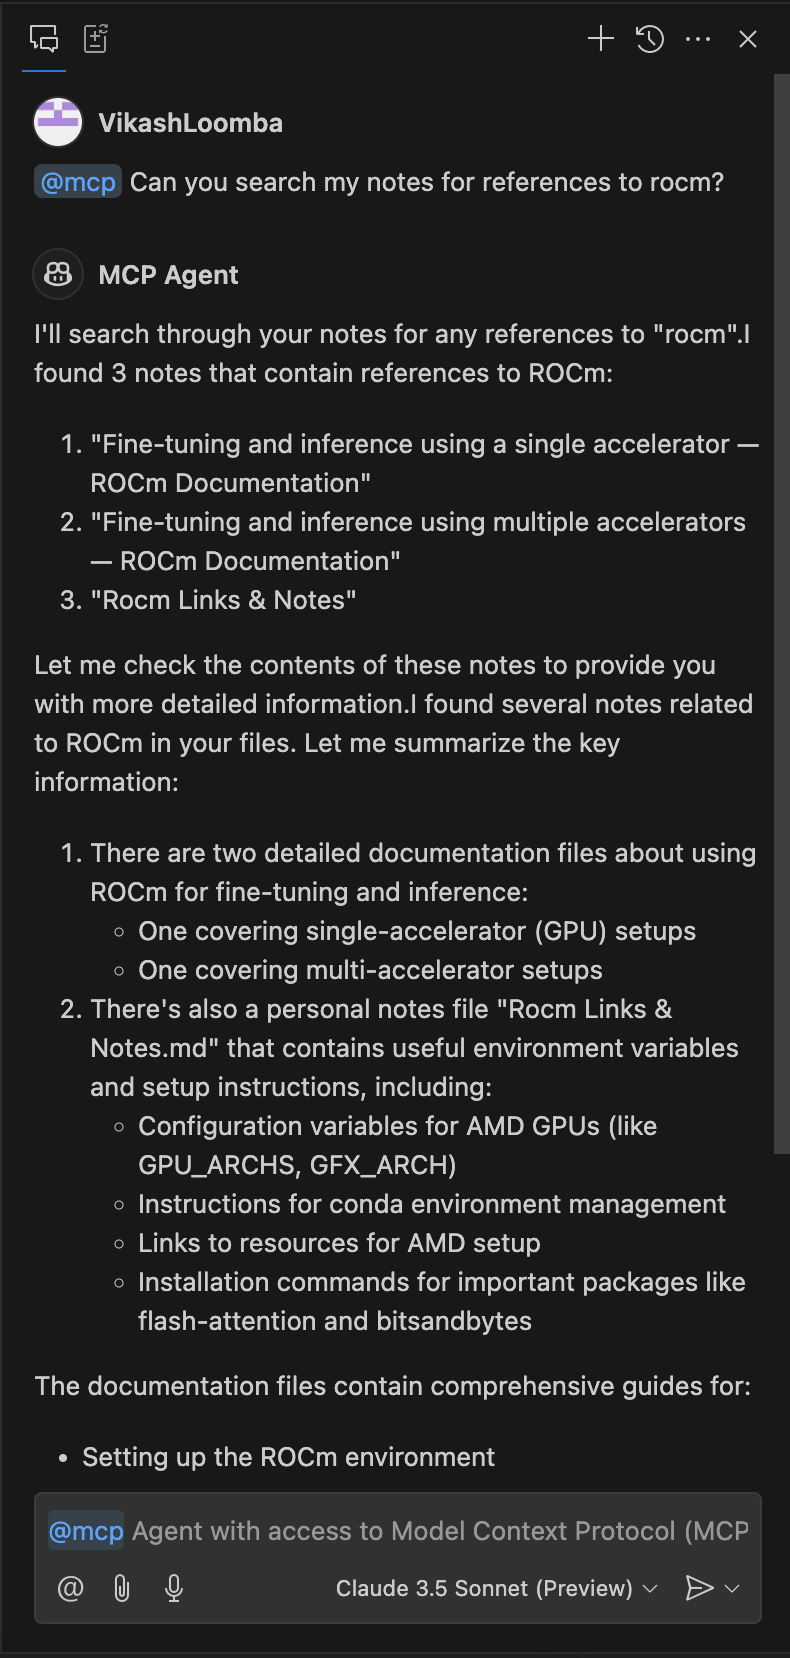 VikashLoomba
@mcp Can you search my notes for references to rocm?
MCP Agent
I'll search through your notes for any references to "rocm".I
found 3 notes that contain references to ROCm:
1. "Fine-tuning and inference using a single accelerator —
ROCm Documentation"
2. "Fine-tuning and inference using multiple accelerators
— ROCm Documentation"
3. "Rocm Links & Notes"
Let me check the contents of these notes to provide you
with more detailed information.I found several notes related
to ROCm in your files. Let me summarize the key
information:
1. There are two detailed documentation files about using
ROCm for fine-tuning and inference:
◦ One covering single-accelerator (GPU) setups
◦ One covering multi-accelerator setups
2. There's also a personal notes file "Rocm Links &
Notes.md" that contains useful environment variables
and setup instructions, including:
◦ Configuration variables for AMD GPUs (like
GPU_ARCHS, GFX_ARCH)
◦ Instructions for conda environment management
◦ Links to resources for AMD setup
◦ Installation commands for important packages like
flash-attention and bitsandbytes
The documentation files contain comprehensive guides for:
• Setting up the ROCm environment
@mcp Agent with access to Model Context Protocol (MCP
Claude 3.5 Sonnet (Preview)